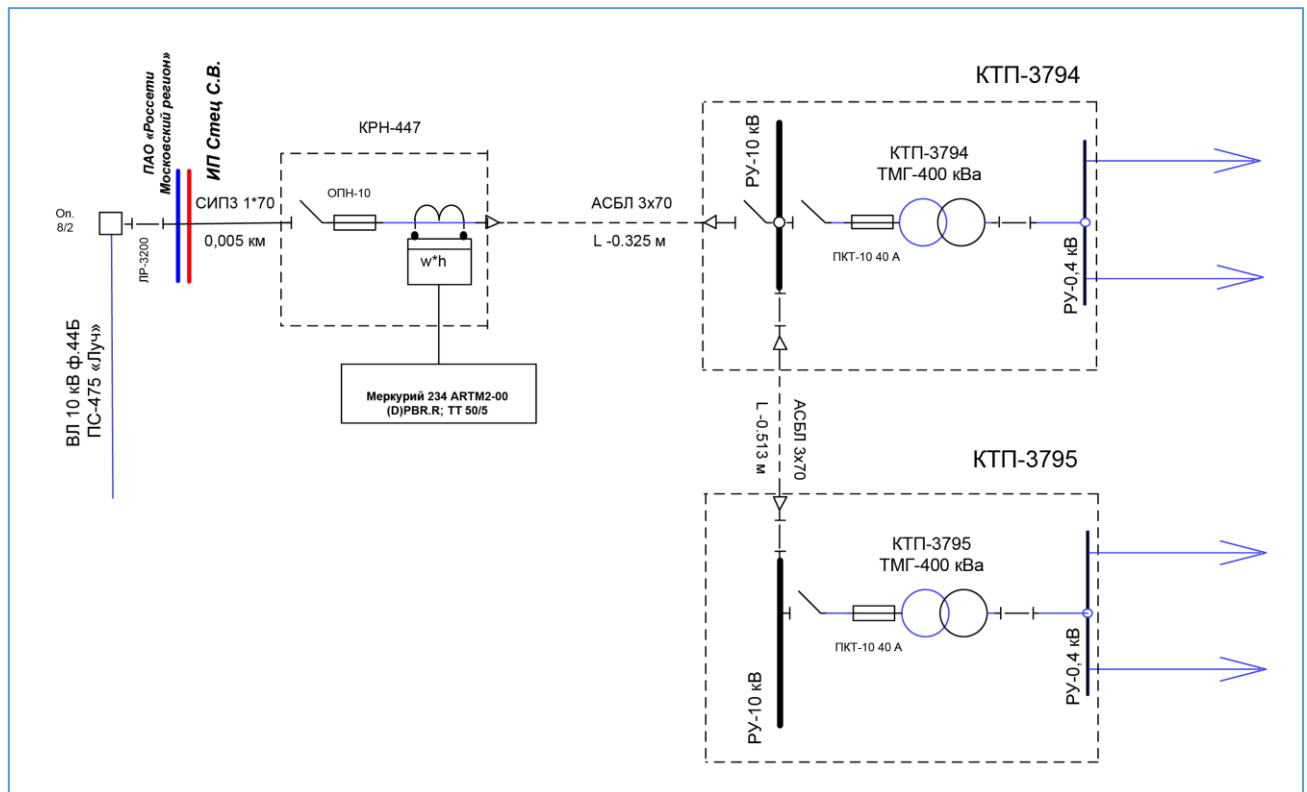 КТП-3794
ПАО «Россети
Московский регион»
ИП Стец С.В.
КРН-447
РУ-10 кВ
КТП-3794
ТМГ-400 кВа
Оп.
8/2
ЛР-3200
СИП3 1*70
0,005 км
ОПН-10
w*h
АСБЛ 3х70
L -0.325 м
ПКТ-10 40 А
РУ-0,4 кВ
ВЛ 10 кВ ф.44Б
ПС-475 «Луч»
Меркурий 234 ARTM2-00
(D)PBR.R; ТТ 50/5
АСБЛ 3х70
L -0.513 м
КТП-3795
КТП-3795
ТМГ-400 кВа
ПКТ-10 40 А
РУ-10 кВ
РУ-0,4 кВ